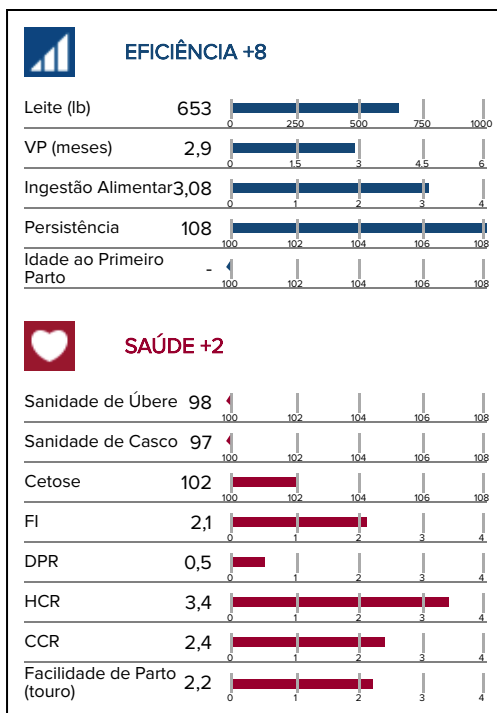 EFICIÊNCIA +8
Leite (lb) 653
0 250 500 750 1000
VP (meses) 2,9
0 1.5 3 4.5 6
Ingestão Alimentar 3,08
0 1 2 3 4
Persistência 108
100 102 104 106 108
Idade ao Primeiro
Parto -
100 102 104 106 108
SAÚDE +2
Sanidade de Úbere 98
100 102 104 106 108
Sanidade de Casco 97
100 102 104 106 108
Cetose 102
100 102 104 106 108
FI 2,1
0 1 2 3 4
DPR 0,5
0 1 2 3 4
HCR 3,4
0 1 2 3 4
CCR 2,4
0 1 2 3 4
Facilidade de Parto
(touro) 2,2
0 1 2 3 4